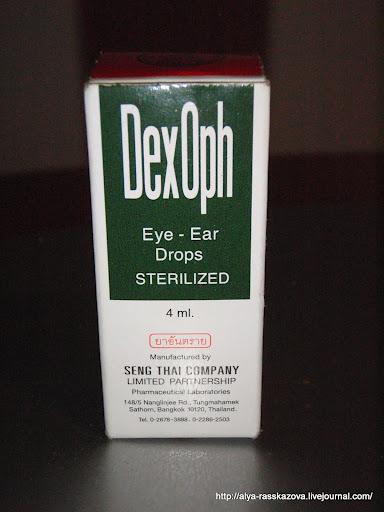 DexOph
Eye - Ear
Drops
STERILIZED
4 ml.
ยาอันตราย
Manufactured by
SENG THAI COMPANY
LIMITED PARTNERSHIP
Pharmaceutical Laboratories
148/5 Nanglinjee Rd., Tungmahamek
Sathorn, Bangkok 10120, Thailand.
Tel. 0-2678-3888, 0-2286-2503
http://alya-rasskazova.livejournal.com/